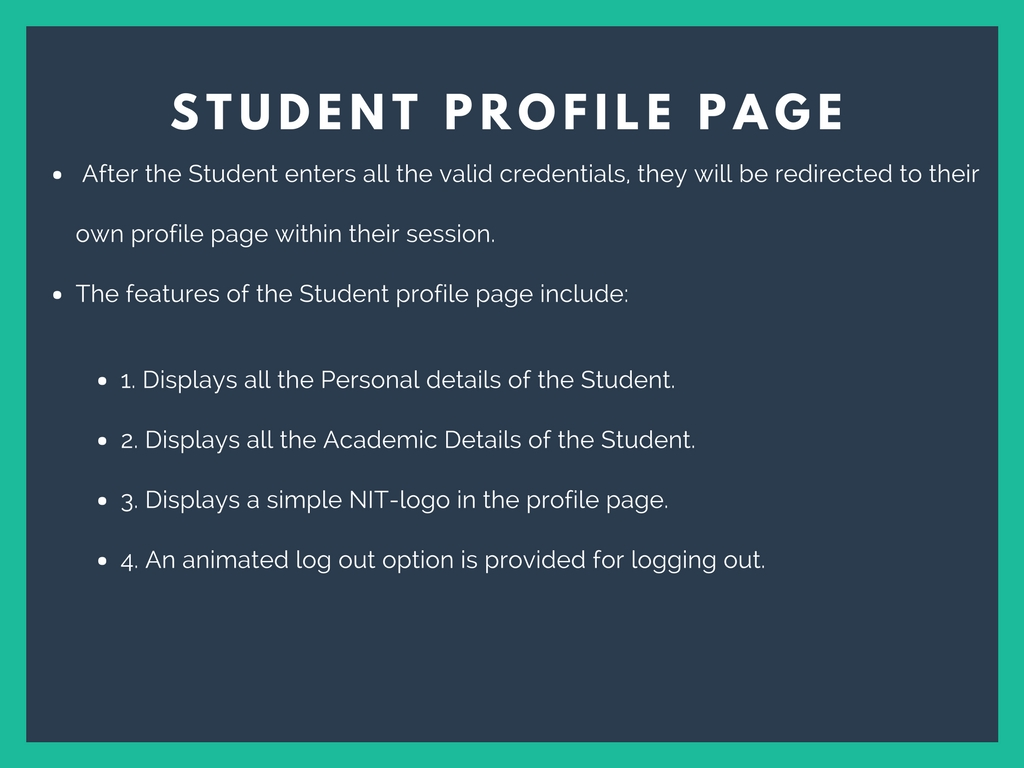 STUDENT PROFILE PAGE
• After the Student enters all the valid credentials, they will be redirected to their
own profile page within their session.
• The features of the Student profile page include:
• 1. Displays all the Personal details of the Student.
• 2. Displays all the Academic Details of the Student.
• 3. Displays a simple NIT-logo in the profile page.
• 4. An animated log out option is provided for logging out.